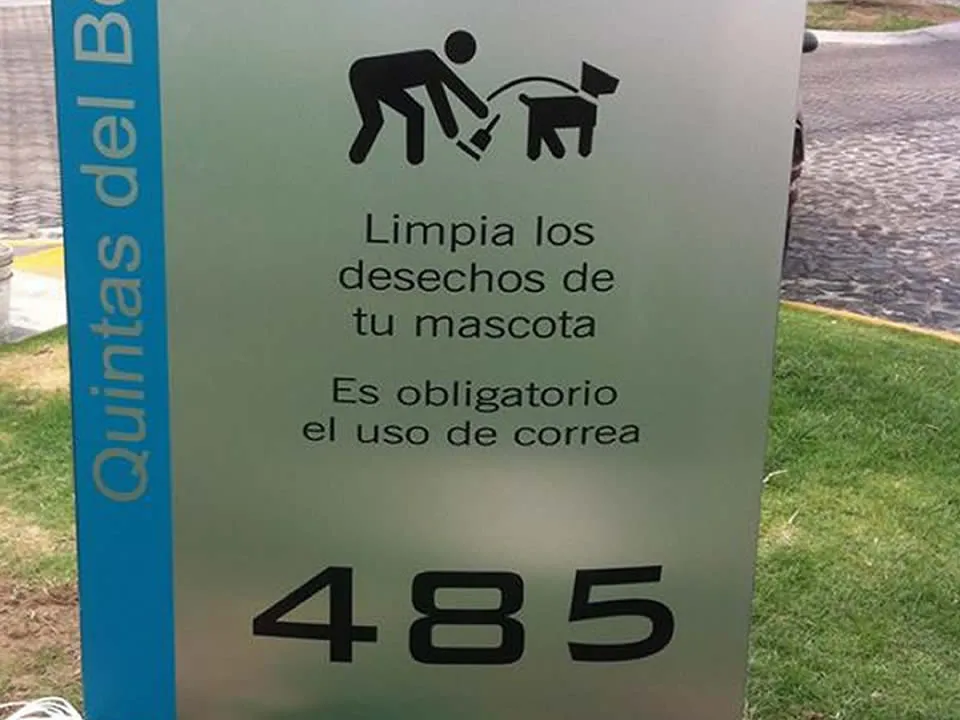 Quintas del
Limpia los
desechos de
tu mascota
Es obligatorio
el uso de correa
485